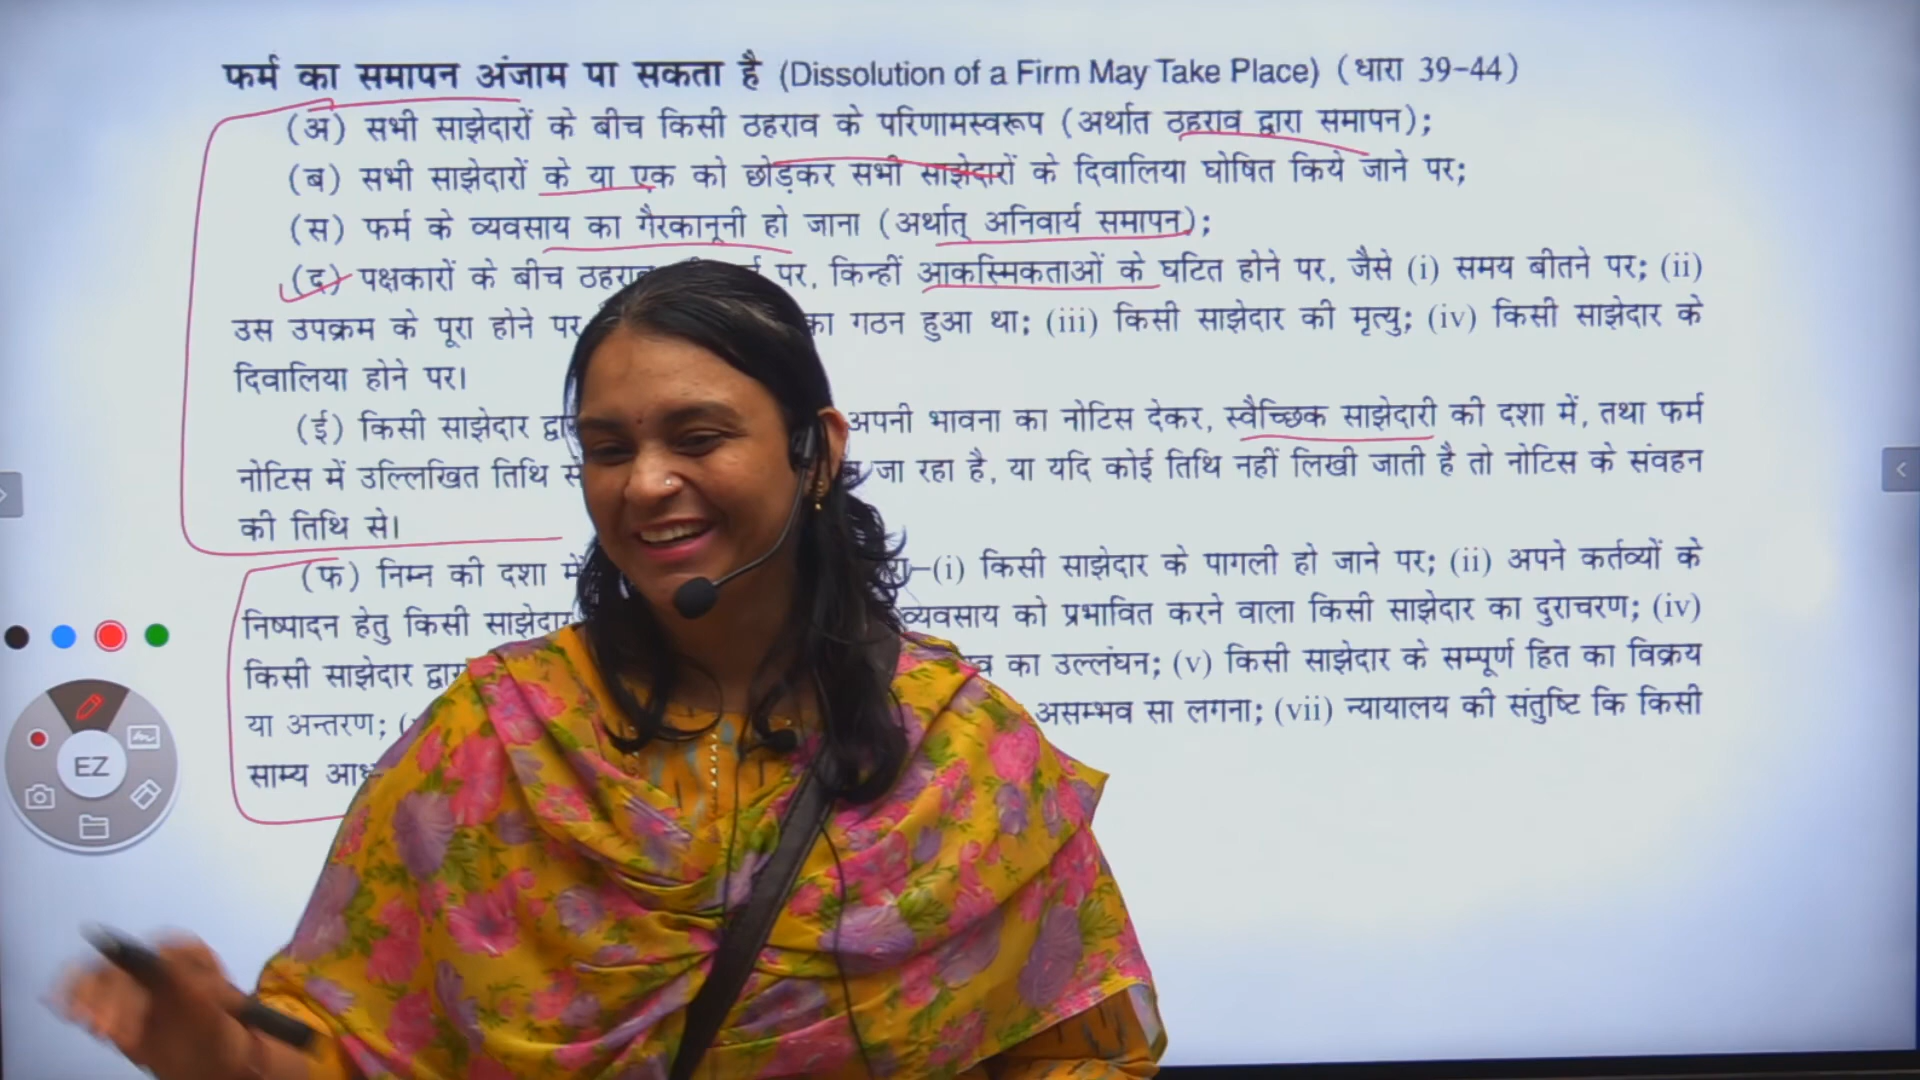 फर्म का समापन अंजाम पा सकता है (Dissolution of a Firm May Take Place) (धारा 39-44)
(अ) सभी साझेदारों के बीच किसी ठहराव के परिणामस्वरूप (अर्थात ठहराव द्वारा समापन);
(ब) सभी साझेदारों के या एक को छोड़कर सभी साझेदारों के दिवालिया घोषित किये जाने पर;
(स) फर्म के व्यवसाय का गैरकानूनी हो जाना (अर्थात् अनिवार्य समापन);
(द) पक्षकारों के बीच पर, किन्हीं आकस्मिकताओं के घटित होने पर, जैसे (i) समय बीतने पर; (ii)
उस उपक्रम के पूरा होने पर का गठन हुआ था; (iii) किसी साझेदार की मृत्यु; (iv) किसी साझेदार के
दिवालिया होने पर।
(ई) किसी साझेदार अपनी भावना का नोटिस देकर, स्वैच्छिक साझेदारी की दशा में, तथा फर्म
नोटिस में उल्लिखित तिथि से जा रहा है, या यदि कोई तिथि नहीं लिखी जाती है तो नोटिस के संवहन
की तिथि से।
(फ) निम्न की दशा में (i) किसी साझेदार के पागली हो जाने पर; (ii) अपने कर्तव्यों के
निष्पादन हेतु किसी साझेदार व्यवसाय को प्रभावित करने वाला किसी साझेदार का दुराचरण; (iv)
किसी साझेदार का उल्लंघन; (v) किसी साझेदार के सम्पूर्ण हित का विक्रय
या अन्तरण; असम्भव सा लगना; (vii) न्यायालय की संतुष्टि कि किसी
साम्य
EZ